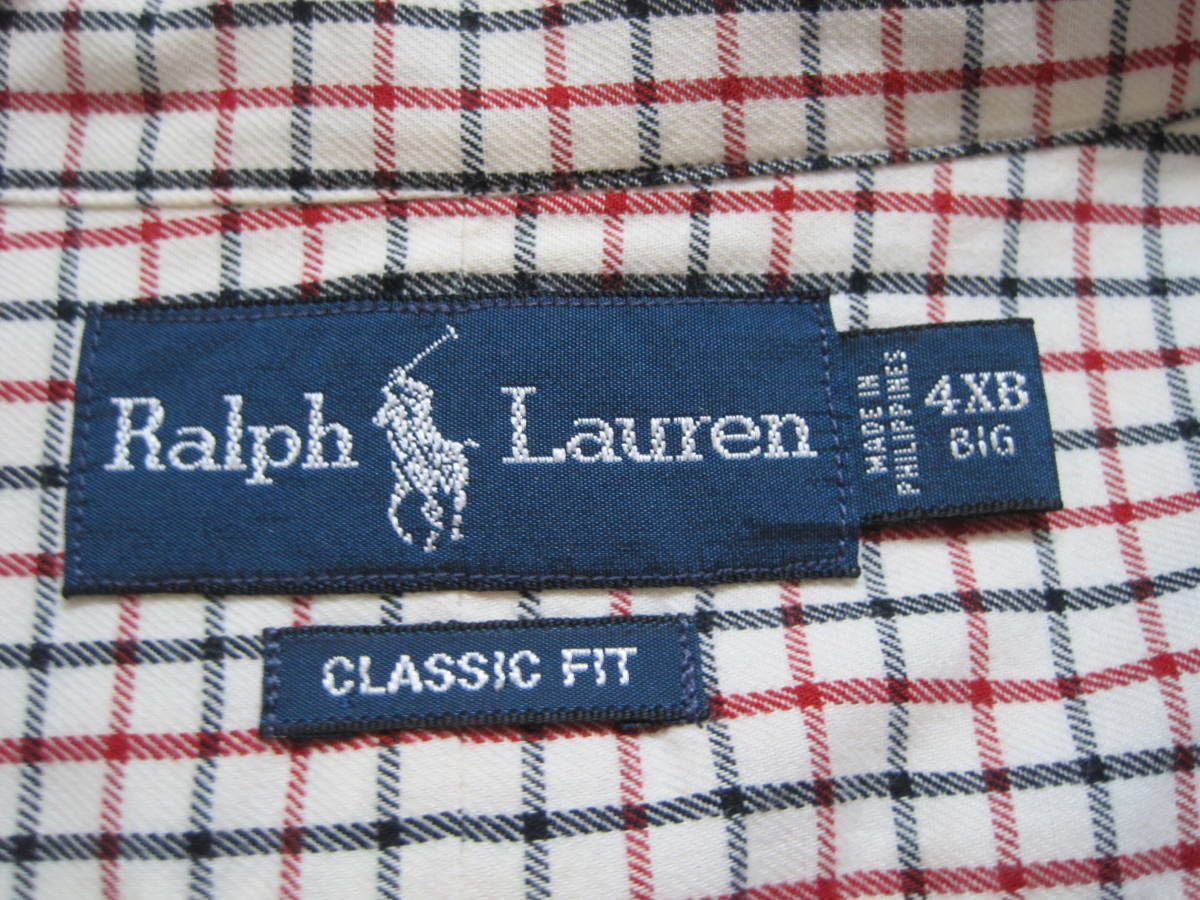 Ralph Lauren
MADE IN
PHILIPPINES
4XB
BIG
CLASSIC FIT